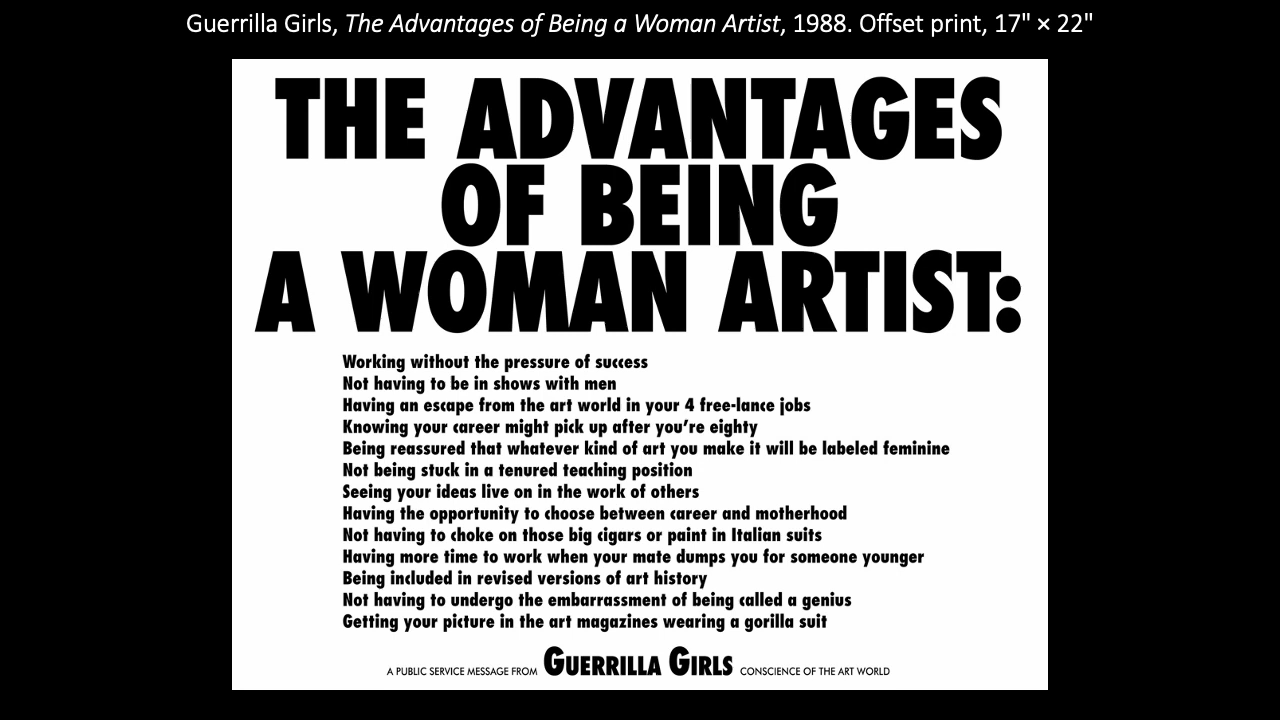 Guerrilla Girls, The Advantages of Being a Woman Artist, 1988. Offset print, 17" × 22"
THE ADVANTAGES
OF BEING
A WOMAN ARTIST:
Working without the pressure of success
Not having to be in shows with men
Having an escape from the art world in your 4 free-lance jobs
Knowing your career might pick up after you're eighty
Being reassured that whatever kind of art you make it will be labeled feminine
Not being stuck in a tenured teaching position
Seeing your ideas live on in the work of others
Having the opportunity to choose between career and motherhood
Not having to choke on those big cigars or paint in Italian suits
Having more time to work when your mate dumps you for someone younger
Being included in revised versions of art history
Not having to undergo the embarrassment of being called a genius
Getting your picture in the art magazines wearing a gorilla suit
A PUBLIC SERVICE MESSAGE FROM GUERRILLA GIRLS CONSCIENCE OF THE ART WORLD